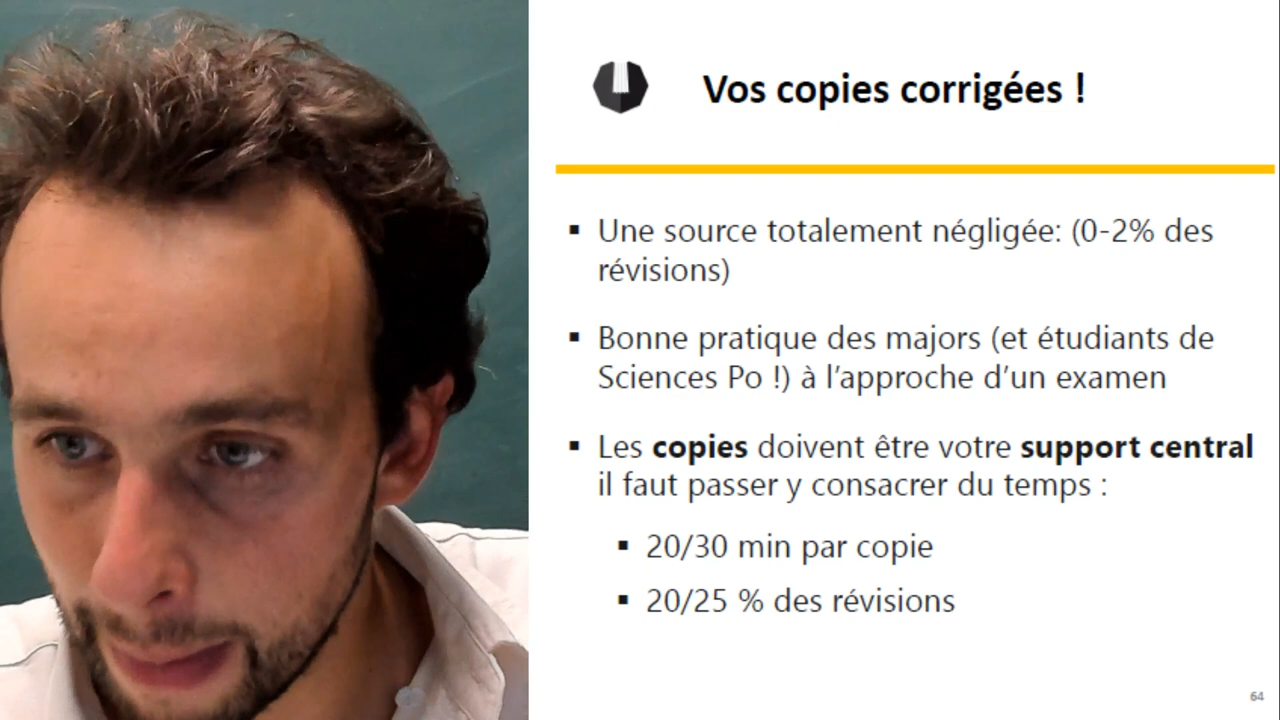 Vos copies corrigées !
▪ Une source totalement négligée: (0-2% des
révisions)
▪ Bonne pratique des majors (et étudiants de
Sciences Po !) à l’approche d’un examen
▪ Les copies doivent être votre support central
il faut passer y consacrer du temps :
▪ 20/30 min par copie
▪ 20/25 % des révisions
64